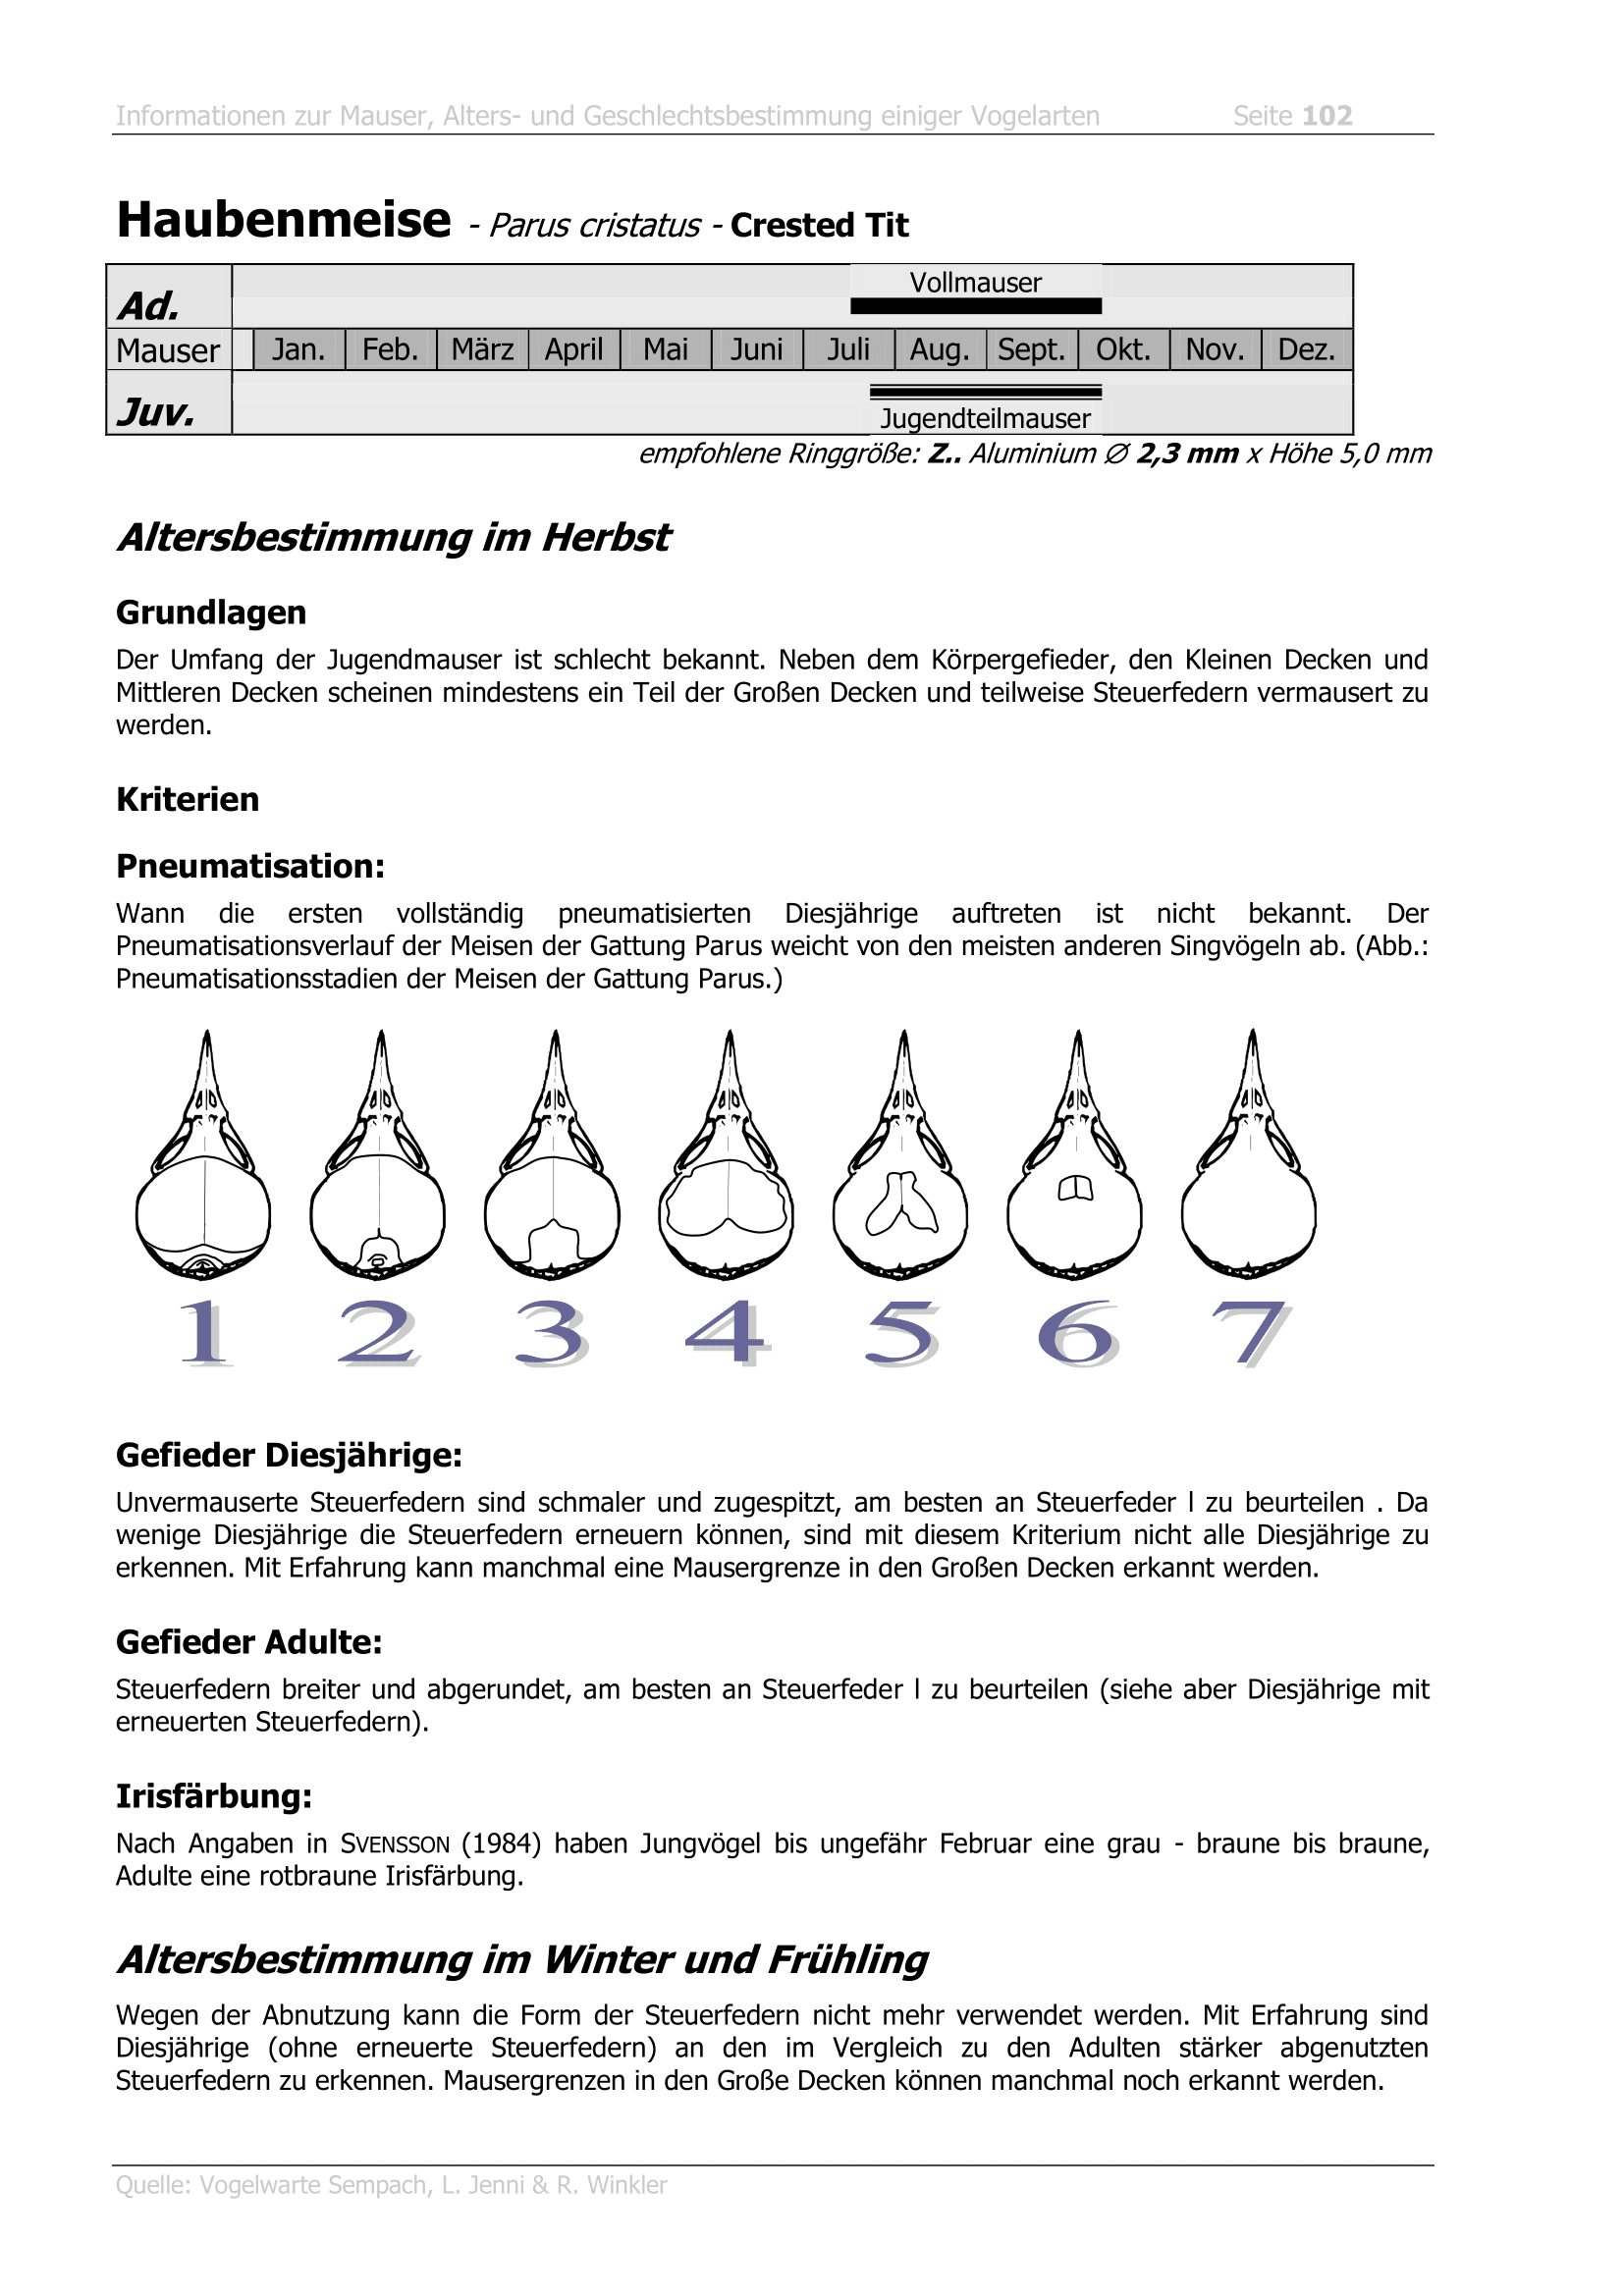 Informationen zur Mauser, Alters- und Geschlechtsbestimmung einiger Vogelarten Seite 102
Haubenmeise - Parus cristatus - Crested Tit
Vollmauser
Ad.
Mauser Jan. Feb. März April Mai Juni Juli Aug. Sept. Okt. Nov. Dez.
Juv.
Jugendteilmauser
empfohlene Ringgröße: Z.. Aluminium ∅ 2,3 mm x Höhe 5,0 mm
Altersbestimmung im Herbst
Grundlagen
Der Umfang der Jugendmauser ist schlecht bekannt. Neben dem Körpergefieder, den Kleinen Decken und
Mittleren Decken scheinen mindestens ein Teil der Großen Decken und teilweise Steuerfedern vermausert zu
werden.
Kriterien
Pneumatisation:
Wann die ersten vollständig pneumatisierten Diesjährige auftreten ist nicht bekannt. Der
Pneumatisationsverlauf der Meisen der Gattung Parus weicht von den meisten anderen Singvögeln ab. (Abb.:
Pneumatisationsstadien der Meisen der Gattung Parus.)
1 2 3 4 5 6 7
Gefieder Diesjährige:
Unvermauserte Steuerfedern sind schmaler und zugespitzt, am besten an Steuerfeder l zu beurteilen . Da
wenige Diesjährige die Steuerfedern erneuern können, sind mit diesem Kriterium nicht alle Diesjährige zu
erkennen. Mit Erfahrung kann manchmal eine Mausergrenze in den Großen Decken erkannt werden.
Gefieder Adulte:
Steuerfedern breiter und abgerundet, am besten an Steuerfeder l zu beurteilen (siehe aber Diesjährige mit
erneuerten Steuerfedern).
Irisfärbung:
Nach Angaben in SVENSSON (1984) haben Jungvögel bis ungefähr Februar eine grau - braune bis braune,
Adulte eine rotbraune Irisfärbung.
Altersbestimmung im Winter und Frühling
Wegen der Abnutzung kann die Form der Steuerfedern nicht mehr verwendet werden. Mit Erfahrung sind
Diesjährige (ohne erneuerte Steuerfedern) an den im Vergleich zu den Adulten stärker abgenutzten
Steuerfedern zu erkennen. Mausergrenzen in den Große Decken können manchmal noch erkannt werden.
Quelle: Vogelwarte Sempach, L. Jenni & R. Winkler